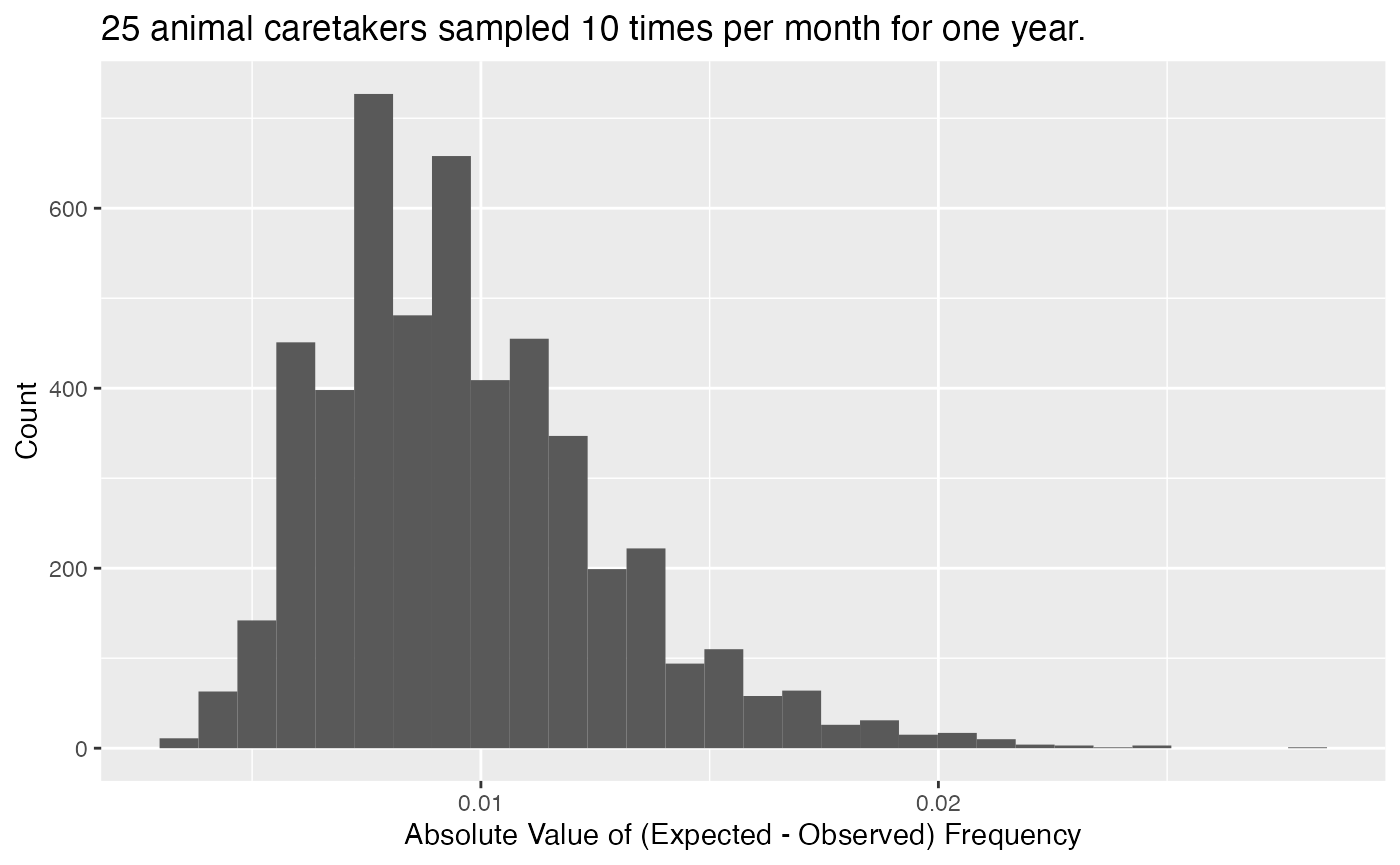 25 animal caretakers sampled 10 times per month for one year.
600
400
200
0
Count
0.01 0.02
Absolute Value of (Expected - Observed) Frequency